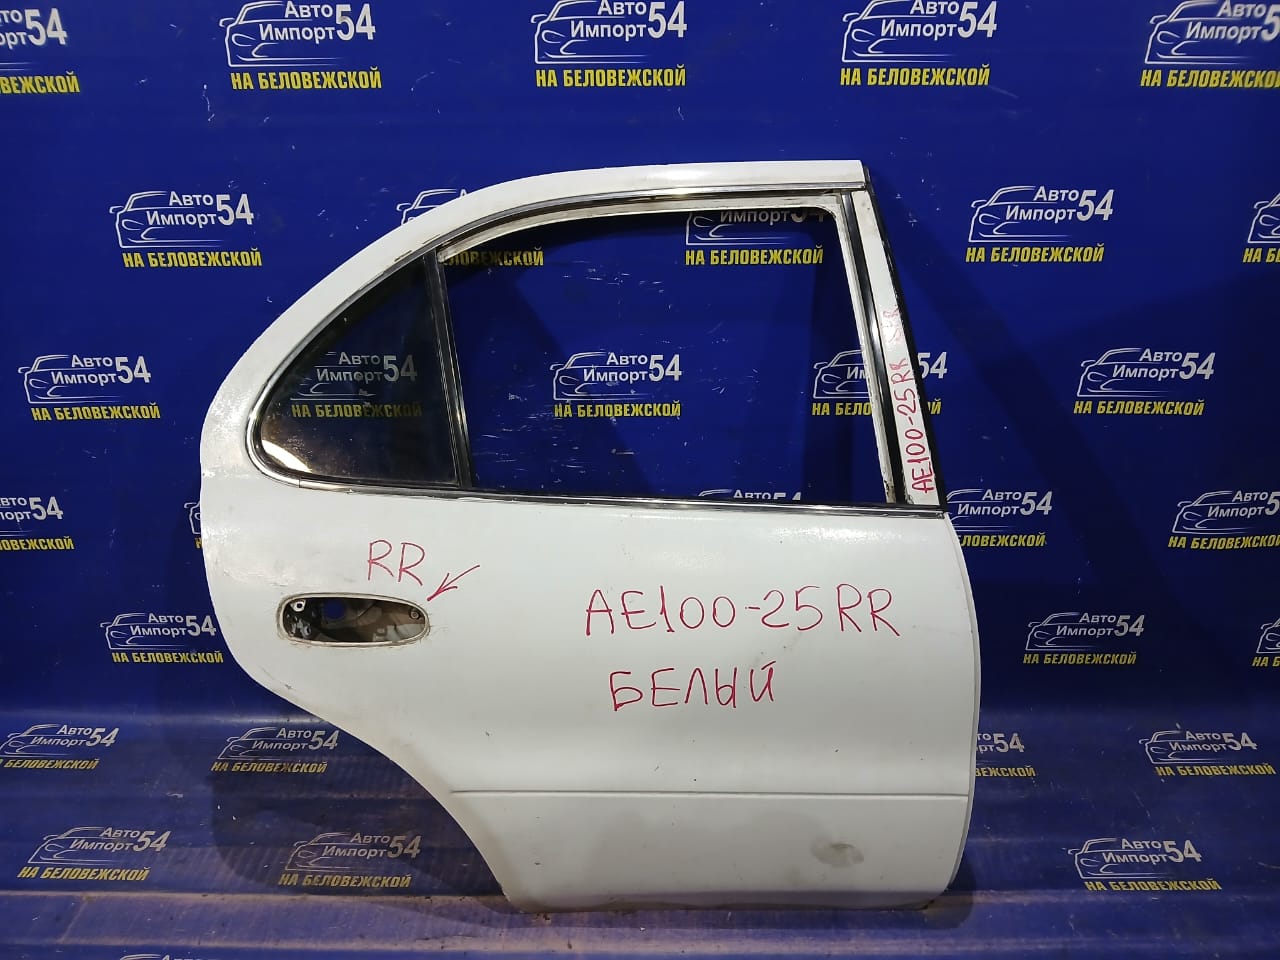 Авто
Импорт54
НА БЕЛОВЕЖСКОЙ
AE100-25RR
RR
AE100-25RR
БЕЛЫЙ